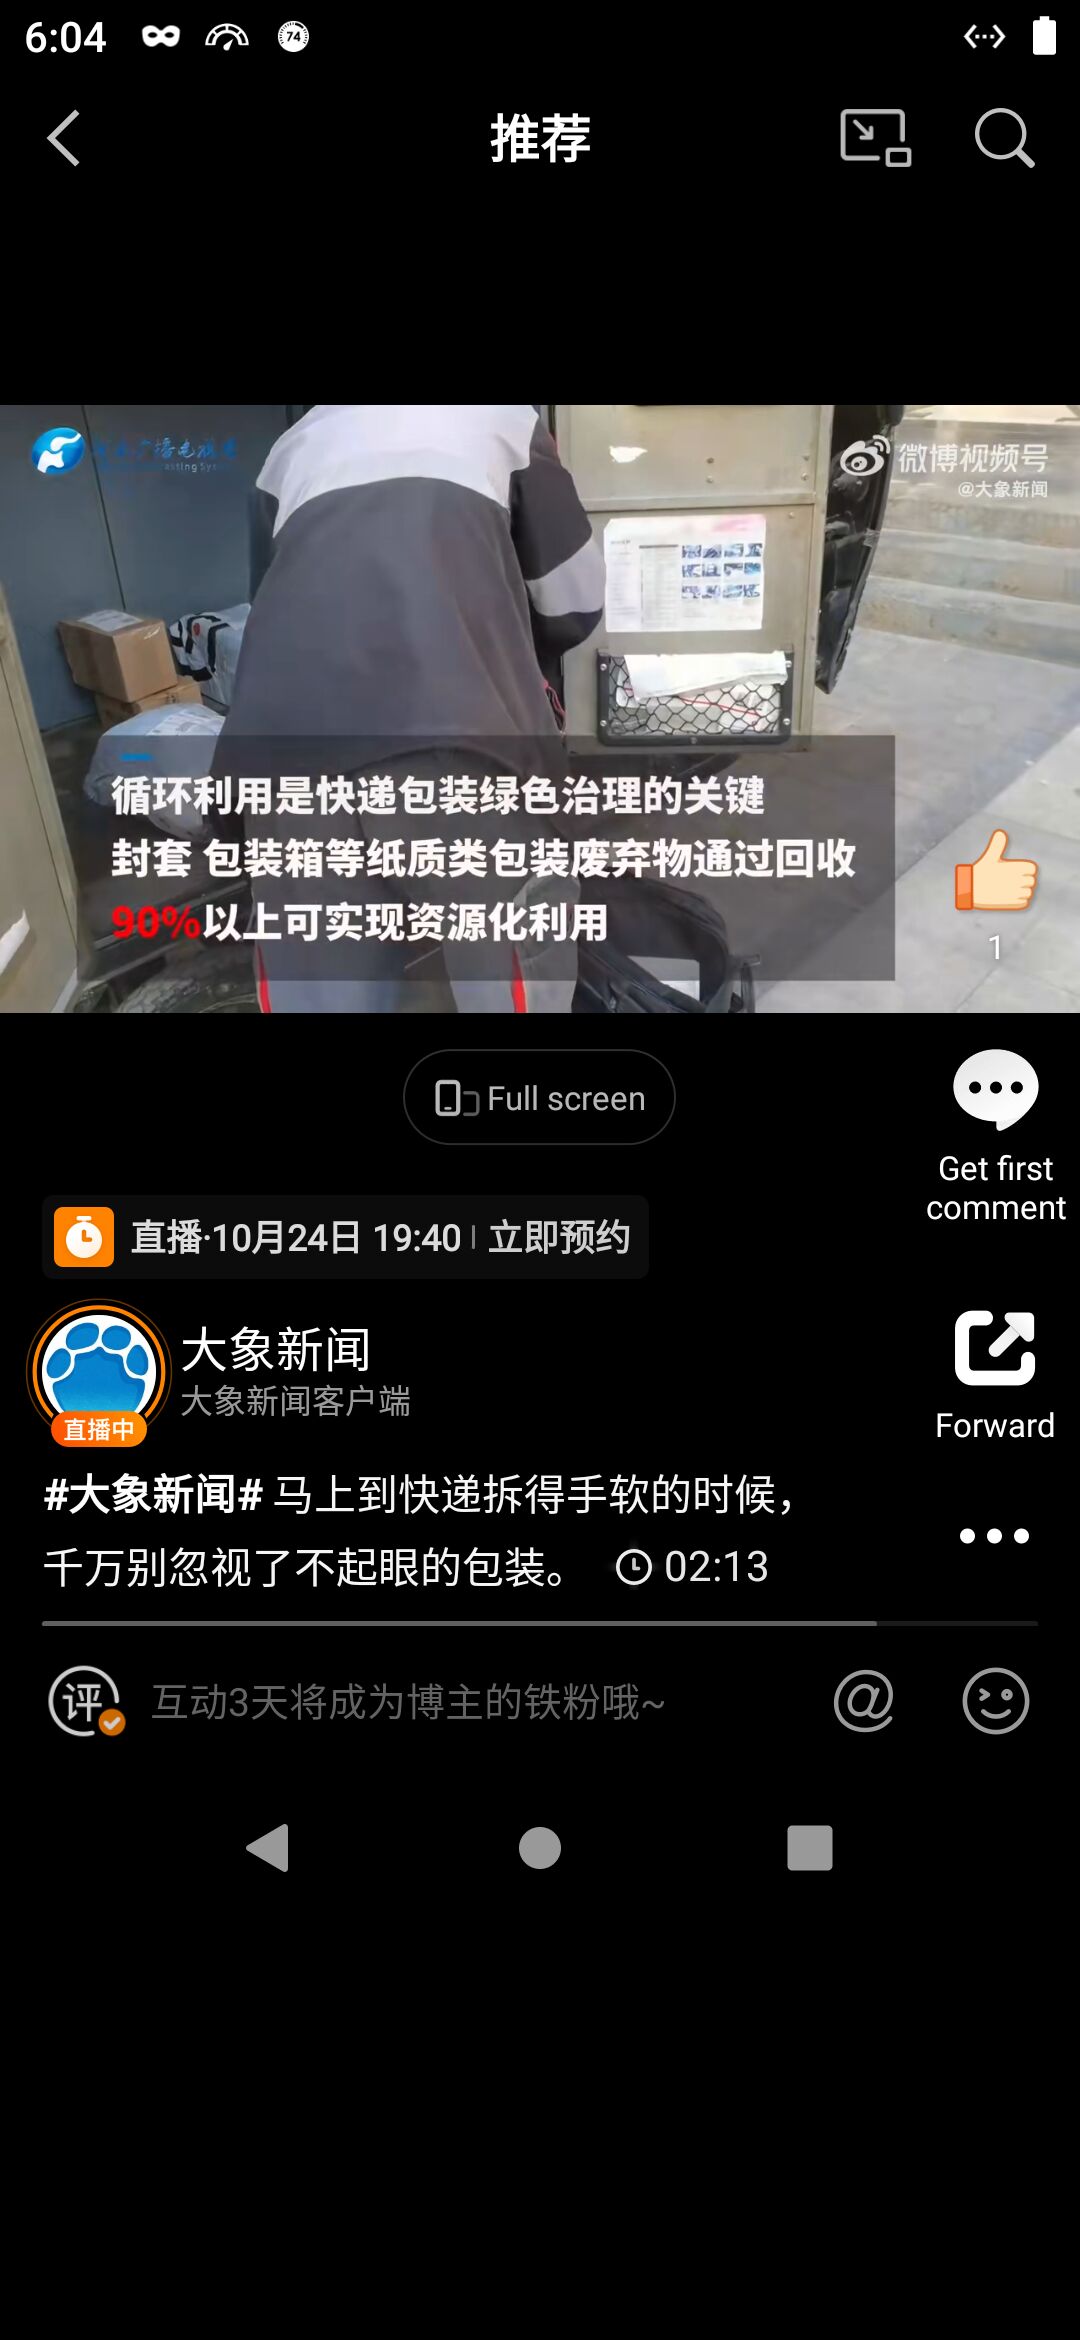 6:04
74
推荐
微博视频号
@大象新闻
循环利用是快递包装绿色治理的关键
封套 包装箱等纸质类包装废弃物通过回收
90%以上可实现资源化利用
1
Full screen
Get first
comment
直播·10月24日 19:40 | 立即预约
大象新闻
大象新闻客户端
直播中
Forward
#大象新闻# 马上到快递拆得手软的时候，
千万别忽视了不起眼的包装。 02:13
评
互动3天将成为博主的铁粉哦~